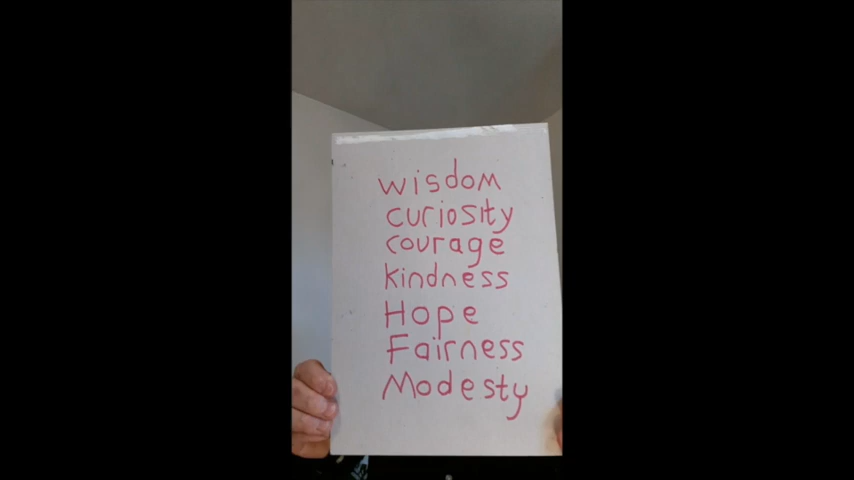 wisdom
curiosity
courage
kindness
Hope
Fairness
Modesty